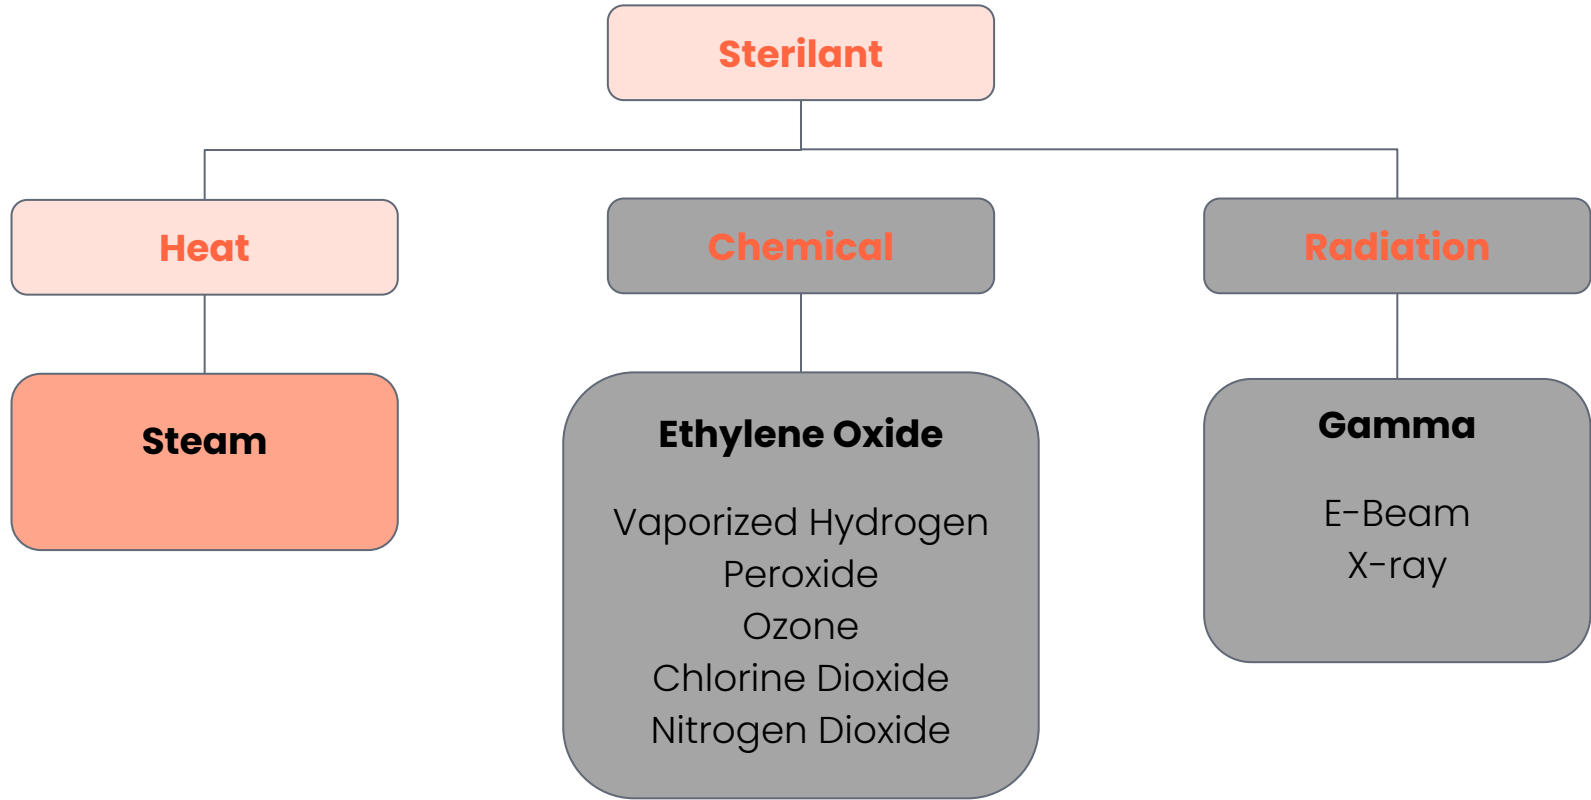 Sterilant
Heat
Chemical
Radiation
Steam
Ethylene Oxide
Vaporized Hydrogen
Peroxide
Ozone
Chlorine Dioxide
Nitrogen Dioxide
Gamma
E-Beam
X-ray